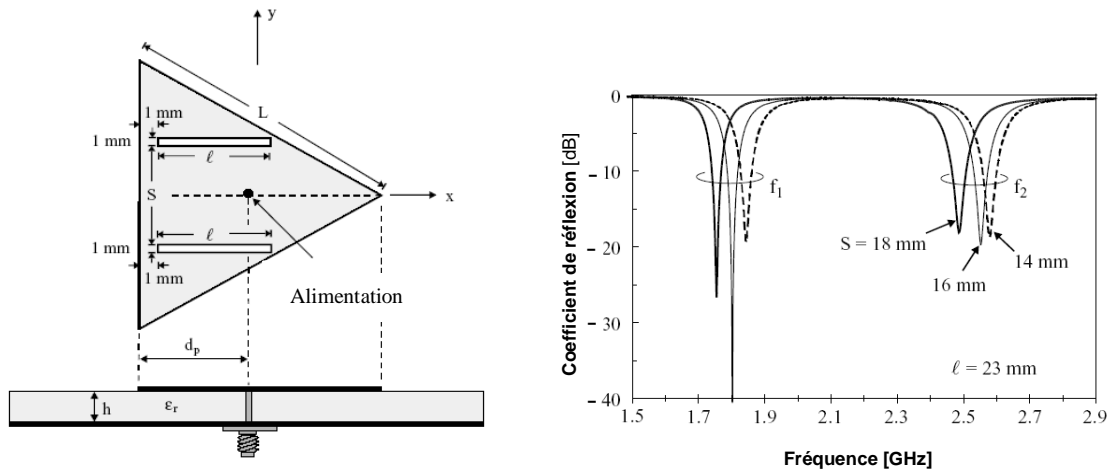 y
L
1 mm
1 mm
ℓ
S
x
ℓ
1 mm
1 mm
Alimentation
d_p
h
ε_r
Coefficient de réflexion [dB]
0
− 10
− 20
− 30
− 40
f_1
f_2
S = 18 mm
14 mm
16 mm
ℓ = 23 mm
1.5
1.7
1.9
2.1
2.3
2.5
2.7
2.9
Fréquence [GHz]